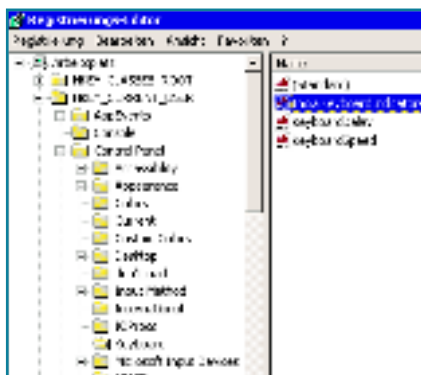 Registrierungs-Editor
Registrierung Bearbeiten Ansicht Favoriten ?
Arbeitsplatz
HKEY_CLASSES_ROOT
HKEY_CURRENT_USER
AppEvents
Console
Control Panel
Accessibility
Appearance
Colors
Current
Custom Colors
Desktop
Input Method
International
Keyboard
Microsoft Input Devices
Name
(Standard)
InitialKeyboardIndicators
KeyboardDelay
KeyboardSpeed